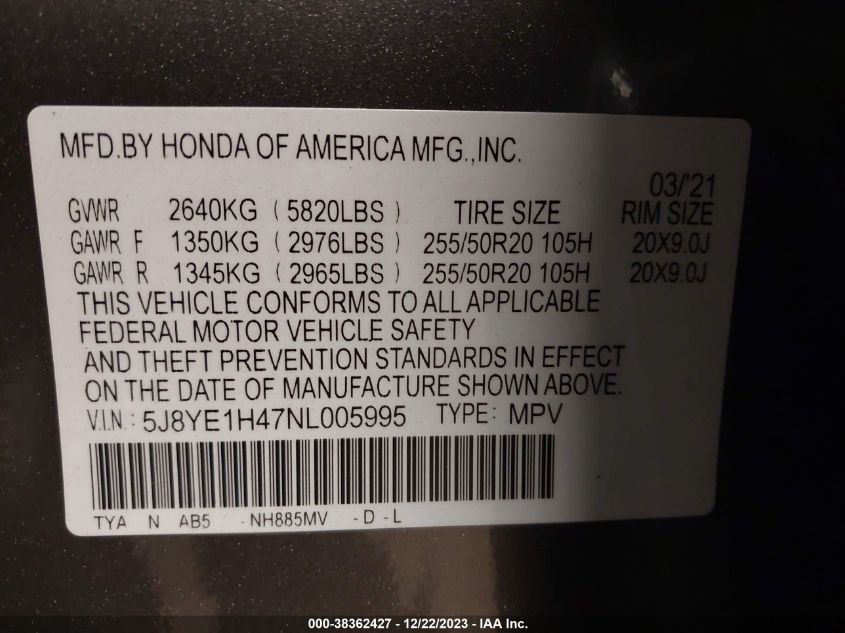 MFD.BY HONDA OF AMERICA MFG.,INC.
03/'21
GVWR 2640KG ( 5820LBS ) TIRE SIZE RIM SIZE
GAWR F 1350KG ( 2976LBS ) 255/50R20 105H 20X9.0J
GAWR R 1345KG ( 2965LBS ) 255/50R20 105H 20X9.0J
THIS VEHICLE CONFORMS TO ALL APPLICABLE
FEDERAL MOTOR VEHICLE SAFETY
AND THEFT PREVENTION STANDARDS IN EFFECT
ON THE DATE OF MANUFACTURE SHOWN ABOVE.
V.I.N.: 5J8YE1H47NL005995 TYPE: MPV
TYA N AB5 -NH885MV -D-L
000-38362427 - 12/22/2023 - IAA Inc.